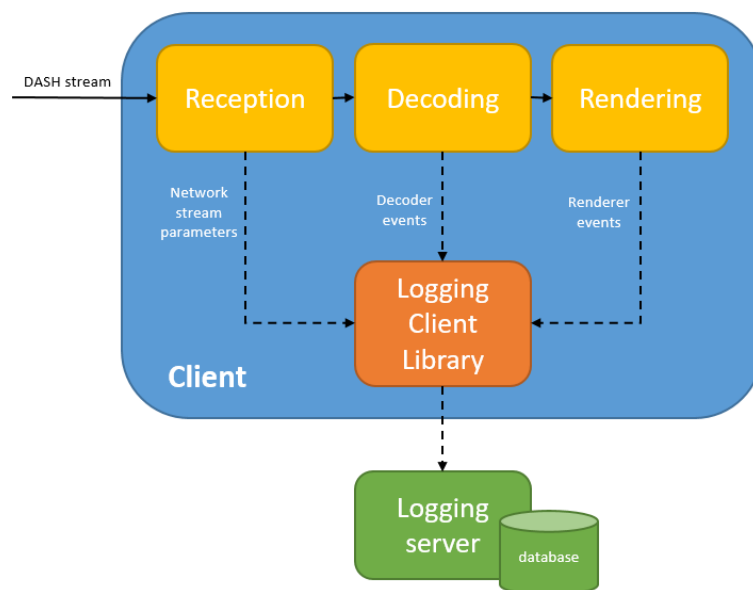 DASH stream
Reception
Decoding
Rendering
Network
stream
parameters
Decoder
events
Renderer
events
Logging
Client
Library
Client
Logging
server
database